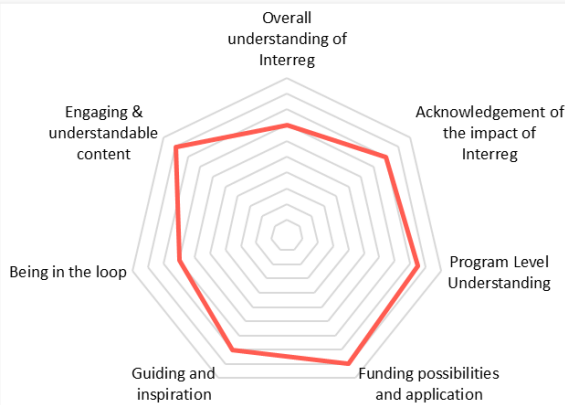 Overall
understanding of
Interreg
Engaging &
understandable
content
Acknowledgement of
the impact of
Interreg
Being in the loop
Program Level
Understanding
Guiding and
inspiration
Funding possibilities
and application